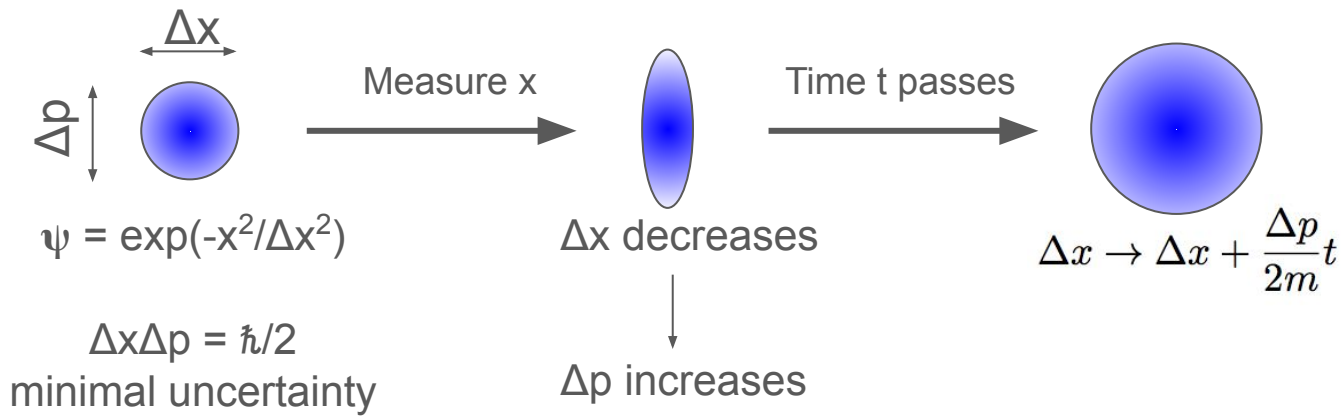 Δx
Δp
Measure x
Time t passes
𝛙 = exp(-x²/Δx²)
ΔxΔp = ℏ/2
minimal uncertainty
Δx decreases
Δp increases
Δx → Δx + Δp/2m t